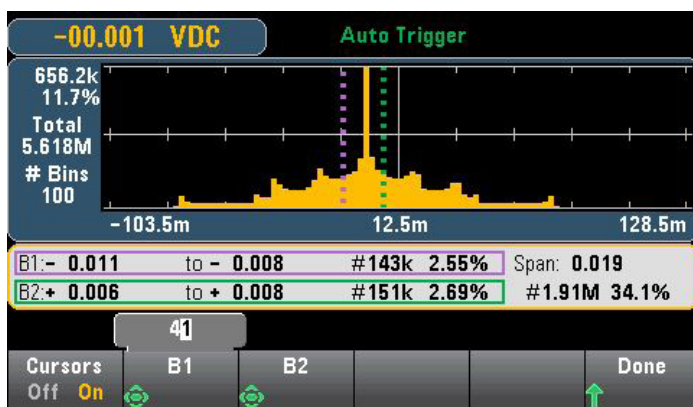 -00.001 VDC
Auto Trigger
656.2k
11.7%
Total
5.618M
# Bins
100
-103.5m 12.5m 128.5m
B1:- 0.011 to - 0.008 #143k 2.55% Span: 0.019
B2:+ 0.006 to + 0.008 #151k 2.69% #1.91M 34.1%
41
Cursors B1 B2 Done
Off On